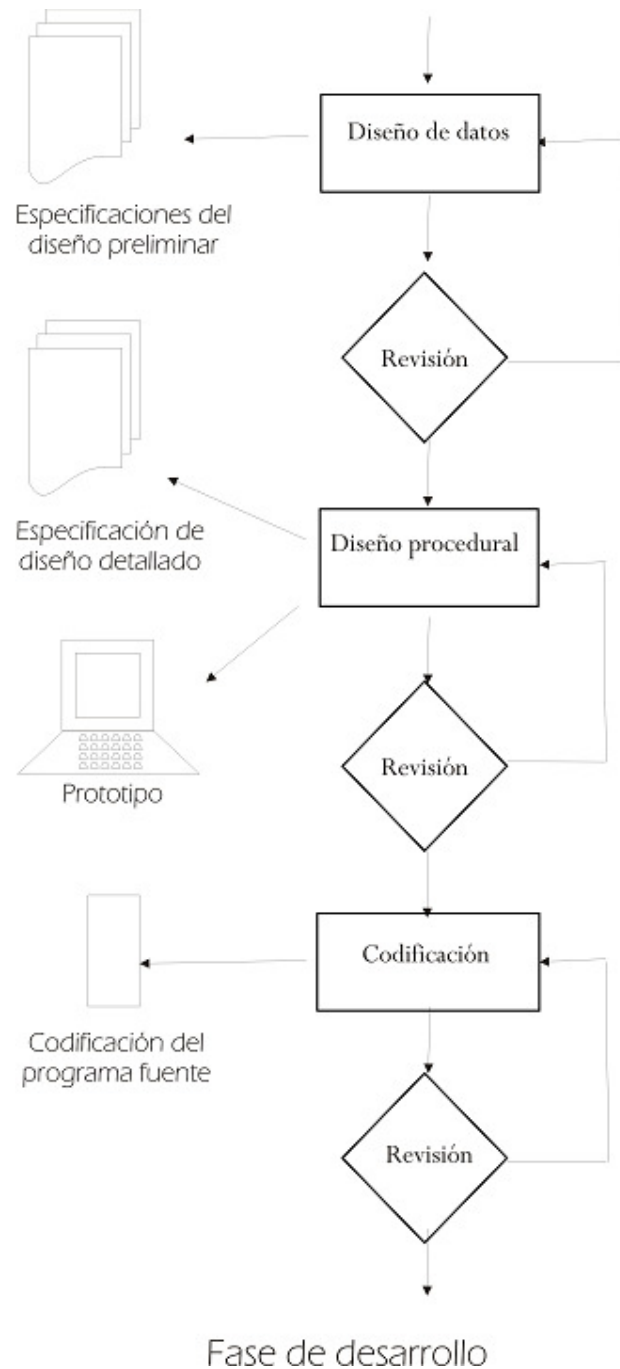 Diseño de datos
Especificaciones del
diseño preliminar
Revisión
Diseño procedural
Especificación de
diseño detallado
Prototipo
Revisión
Codificación
Codificación del
programa fuente
Revisión
Fase de desarrollo